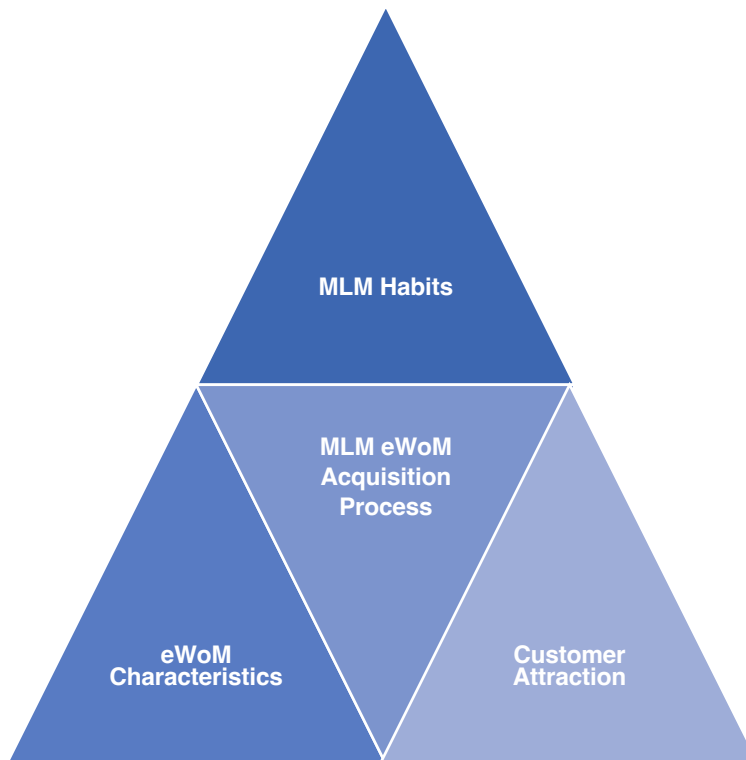 MLM Habits
MLM eWoM
Acquisition
Process
eWoM
Characteristics
Customer
Attraction